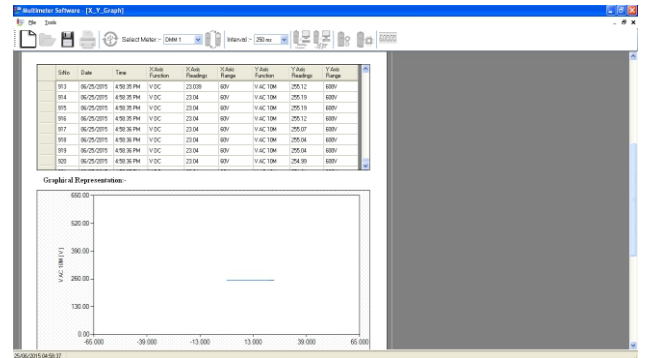 Multimeter Software - [X_Y_Graph]
File Tools
Select Meter :- DMM 1 Interval :- 250 ms
SrNo Date Time X Axis Function X Axis Readings X Axis Range Y Axis Function Y Axis Readings Y Axis Range
913 06/25/2015 4:58:35 PM V DC 23.039 60V V AC 10M 255.12 600V
914 06/25/2015 4:58:35 PM V DC 23.04 60V V AC 10M 255.19 600V
915 06/25/2015 4:58:35 PM V DC 23.04 60V V AC 10M 255.19 600V
916 06/25/2015 4:58:35 PM V DC 23.04 60V V AC 10M 255.12 600V
917 06/25/2015 4:58:36 PM V DC 23.04 60V V AC 10M 255.07 600V
918 06/25/2015 4:58:36 PM V DC 23.04 60V V AC 10M 255.04 600V
919 06/25/2015 4:58:36 PM V DC 23.04 60V V AC 10M 255.04 600V
920 06/25/2015 4:58:36 PM V DC 23.04 60V V AC 10M 254.99 600V
Graphical Representation:-
650.00
520.00
390.00
V AC 10M [ V ]
260.00
130.00
0.00
-65.000 -39.000 -13.000 13.000 39.000 65.000
25/06/2015 04:58:37